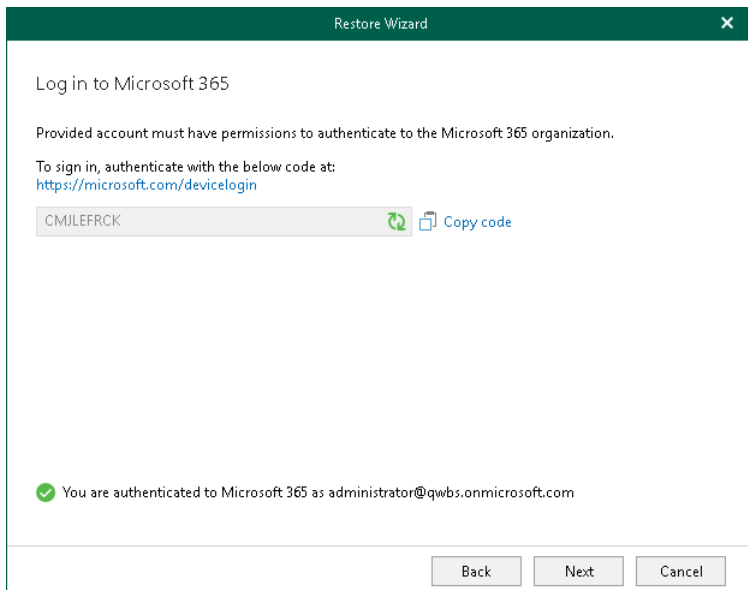 Restore Wizard
Log in to Microsoft 365
Provided account must have permissions to authenticate to the Microsoft 365 organization.
To sign in, authenticate with the below code at:
https://microsoft.com/devicelogin
CMJLEFRCK Copy code
You are authenticated to Microsoft 365 as administrator@qwbs.onmicrosoft.com
Back Next Cancel